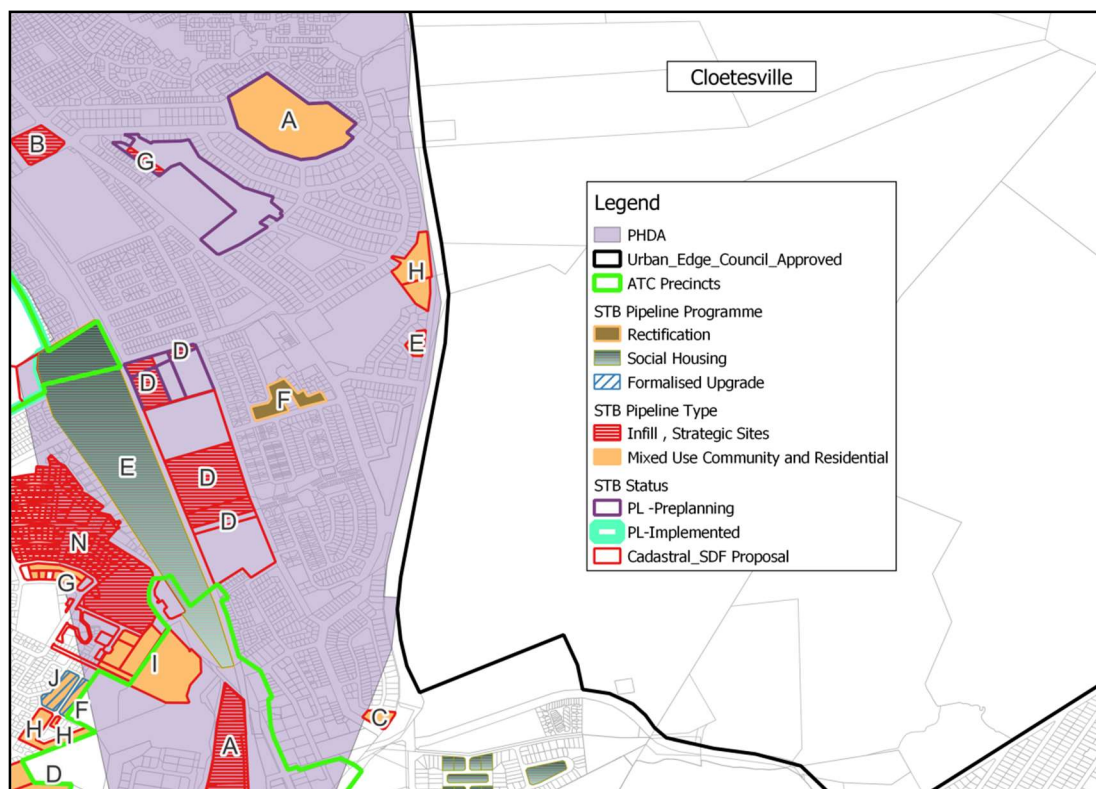 Cloetesville
A
B
G
H
E
D
D
F
E
D
D
N
G
I
J
F
H
H
C
A
D
Legend
PHDA
Urban_Edge_Council_Approved
ATC Precincts
STB Pipeline Programme
Rectification
Social Housing
Formalised Upgrade
STB Pipeline Type
Infill , Strategic Sites
Mixed Use Community and Residential
STB Status
PL -Preplanning
PL-Implemented
Cadastral_SDF Proposal